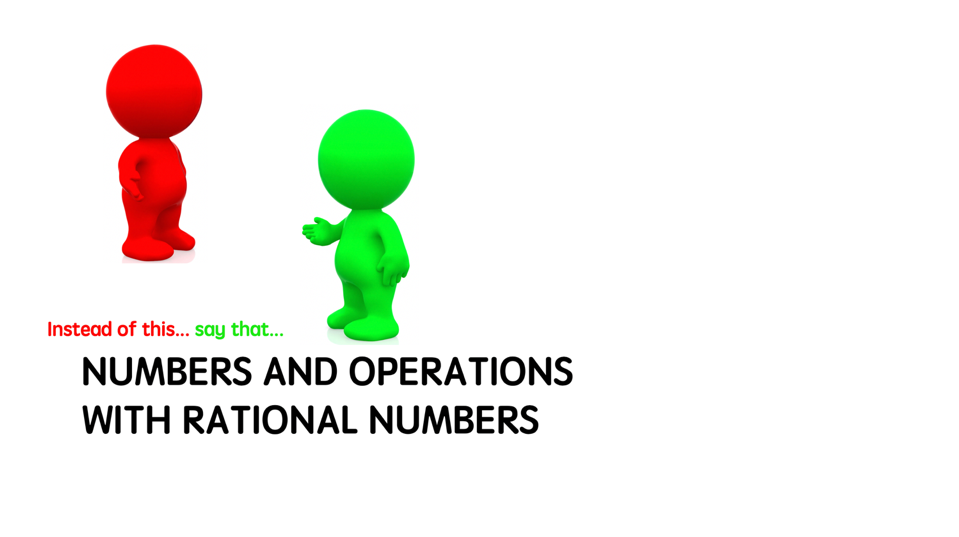 Instead of this... say that...
NUMBERS AND OPERATIONS
WITH RATIONAL NUMBERS